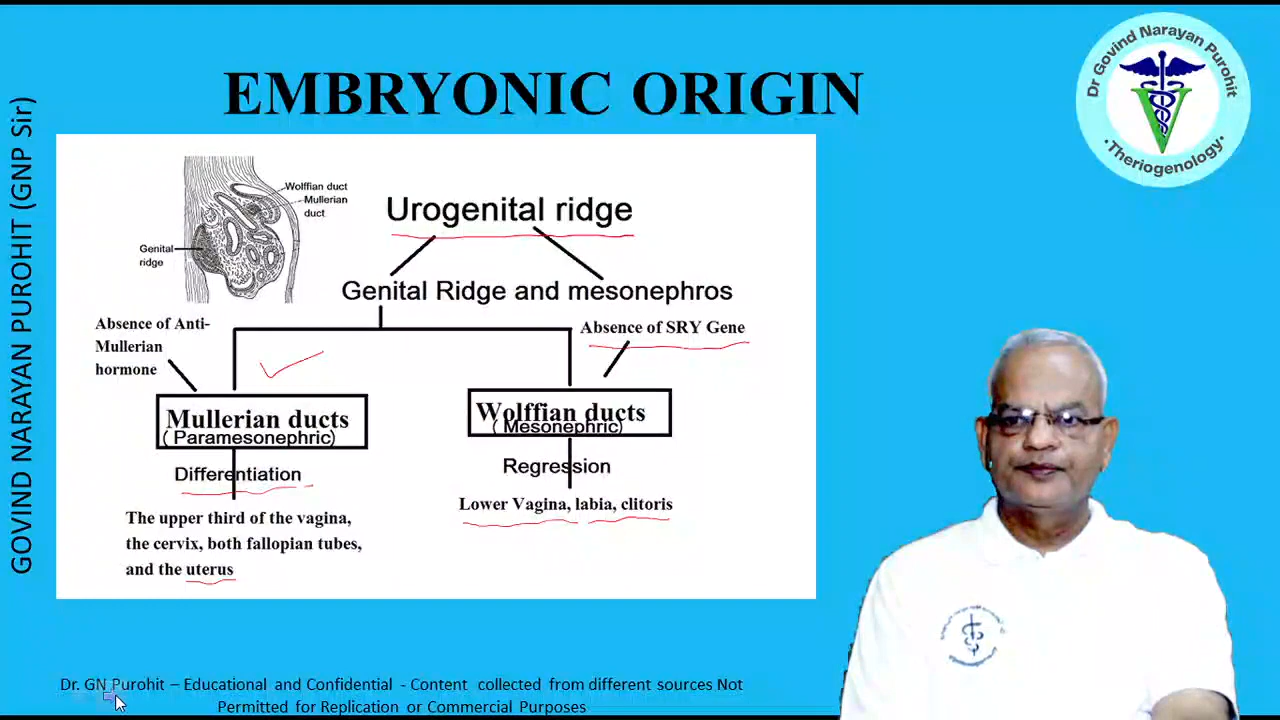 EMBRYONIC ORIGIN
Dr Govind Narayan Purohit
•Theriogenology•
GOVIND NARAYAN PUROHIT (GNP Sir)
Wolffian duct
Mullerian
duct
Genital
ridge
Urogenital ridge
Genital Ridge and mesonephros
Absence of Anti-
Mullerian
hormone
Absence of SRY Gene
Mullerian ducts
( Paramesonephric)
Wolffian ducts
( Mesonephric)
Differentiation
Regression
The upper third of the vagina,
the cervix, both fallopian tubes,
and the uterus
Lower Vagina, labia, clitoris
Dr. GN Purohit – Educational and Confidential - Content collected from different sources Not
Permitted for Replication or Commercial Purposes